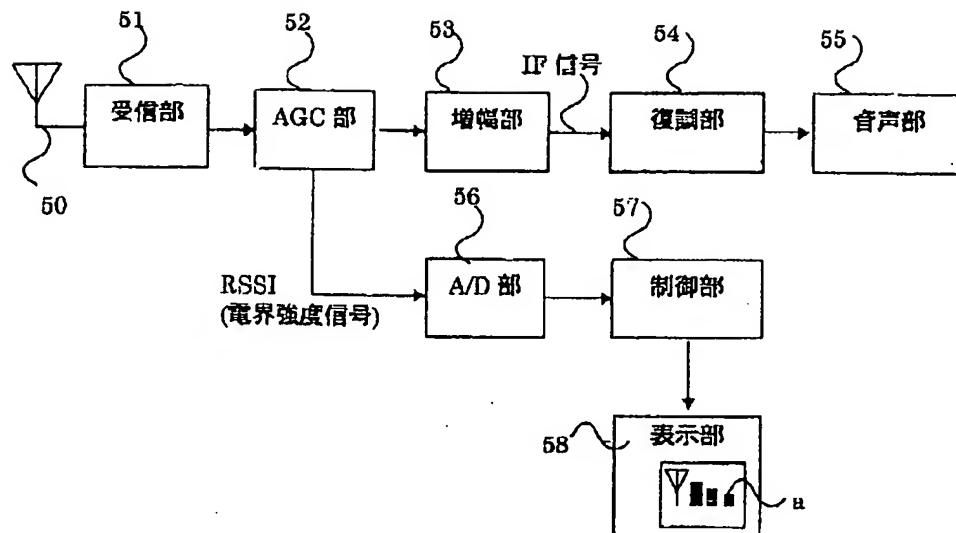 51
52
53
54
55
IF 信号
受信部
AGC 部
増幅部
復調部
音声部
50
56
57
RSSI
(電界強度信号)
A/D 部
制御部
58
表示部
a